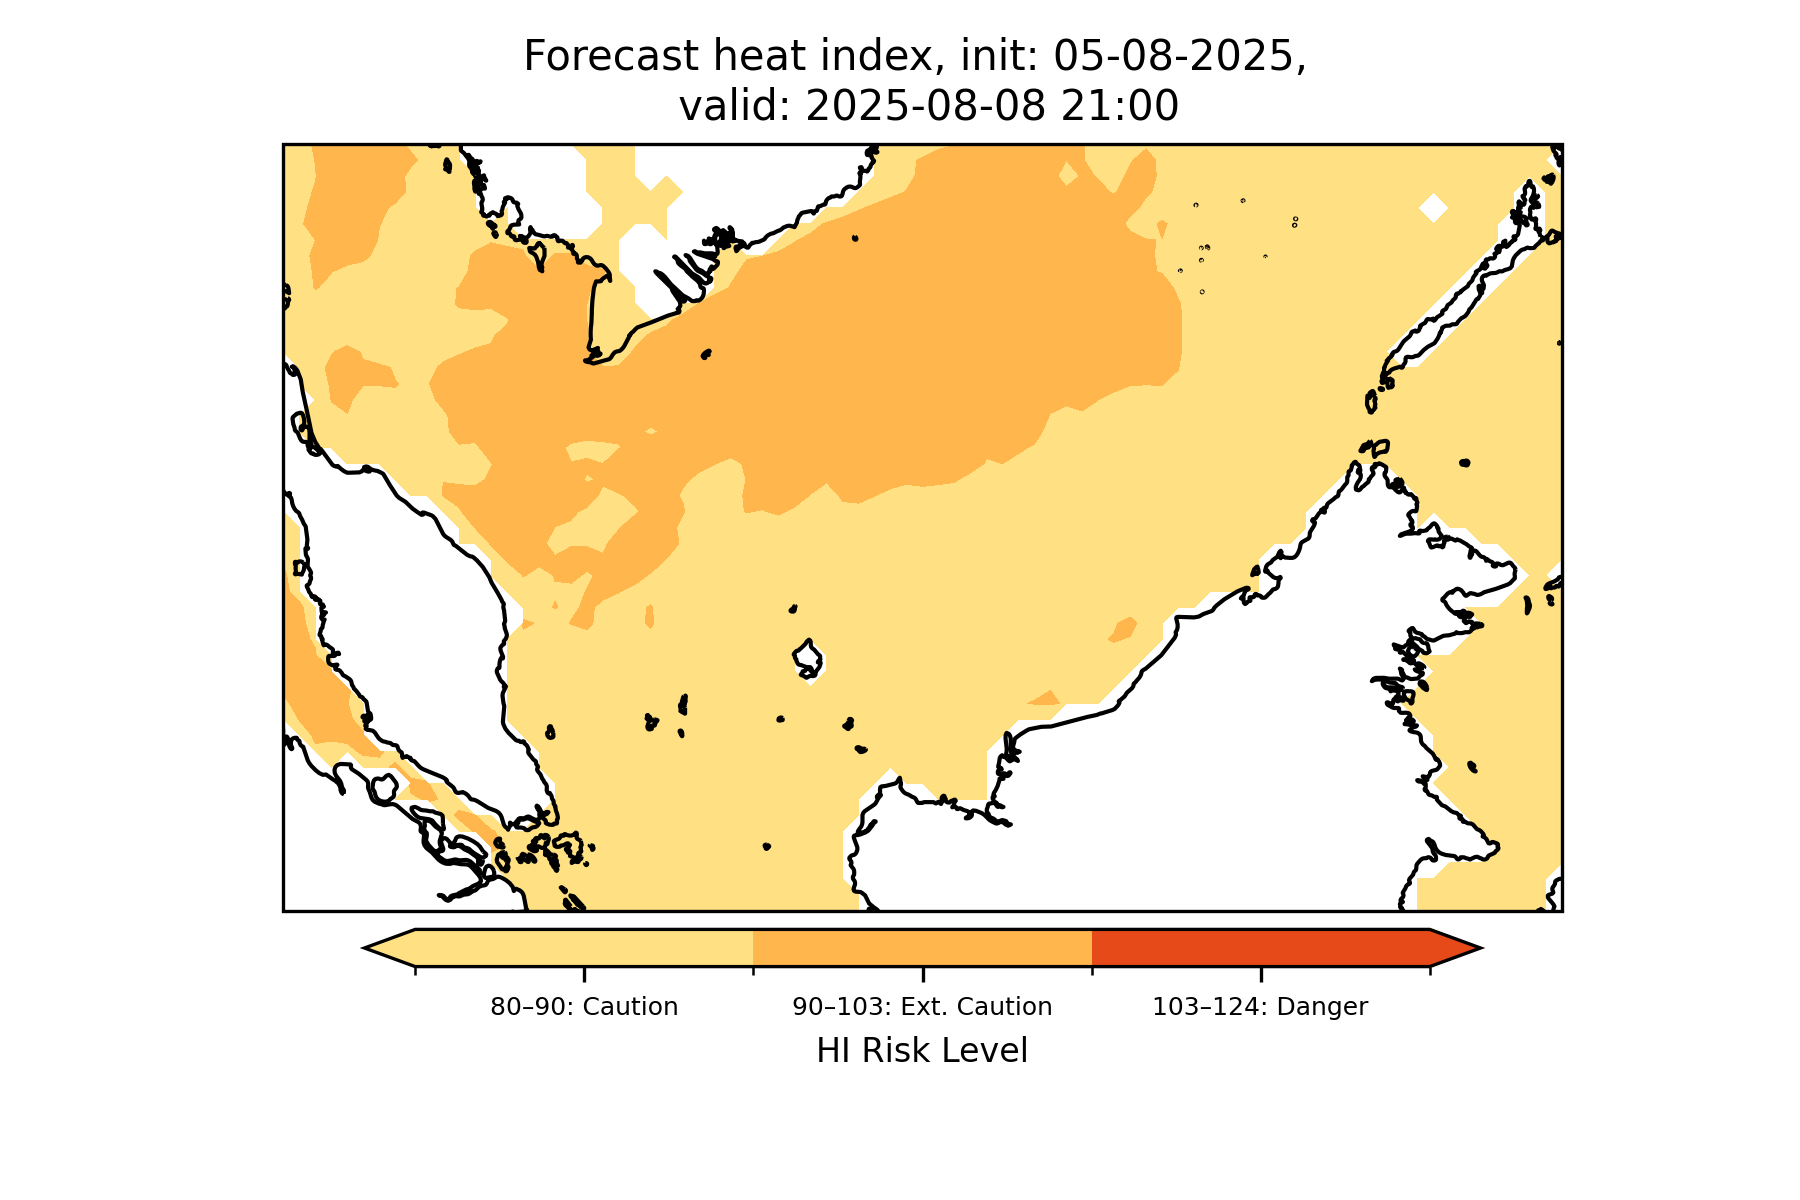 Forecast heat index, init: 05-08-2025,
valid: 2025-08-08 21:00
80–90: Caution
90–103: Ext. Caution
103–124: Danger
HI Risk Level